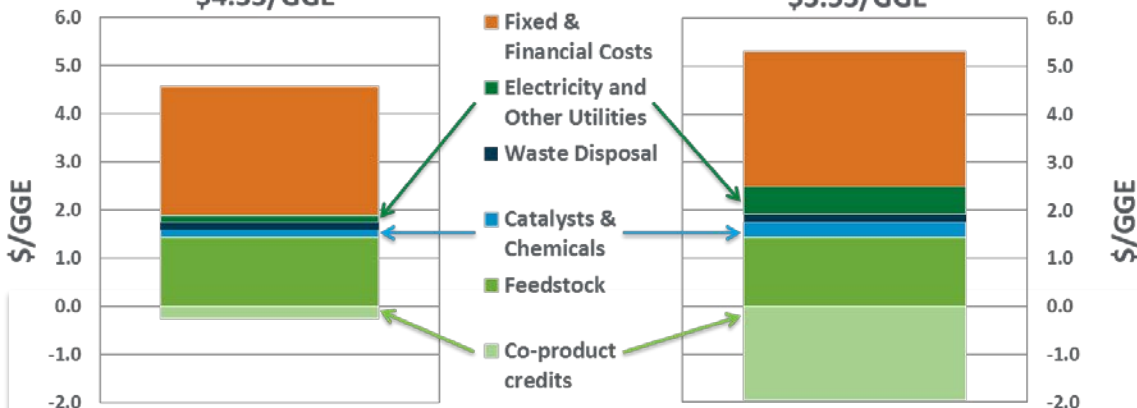 6.0
5.0
4.0
3.0
2.0
1.0
0.0
-1.0
-2.0
$/GGE
Fixed &
Financial Costs
Electricity and
Other Utilities
Waste Disposal
Catalysts &
Chemicals
Feedstock
Co-product
credits
6.0
5.0
4.0
3.0
2.0
1.0
0.0
-1.0
-2.0
$/GGE